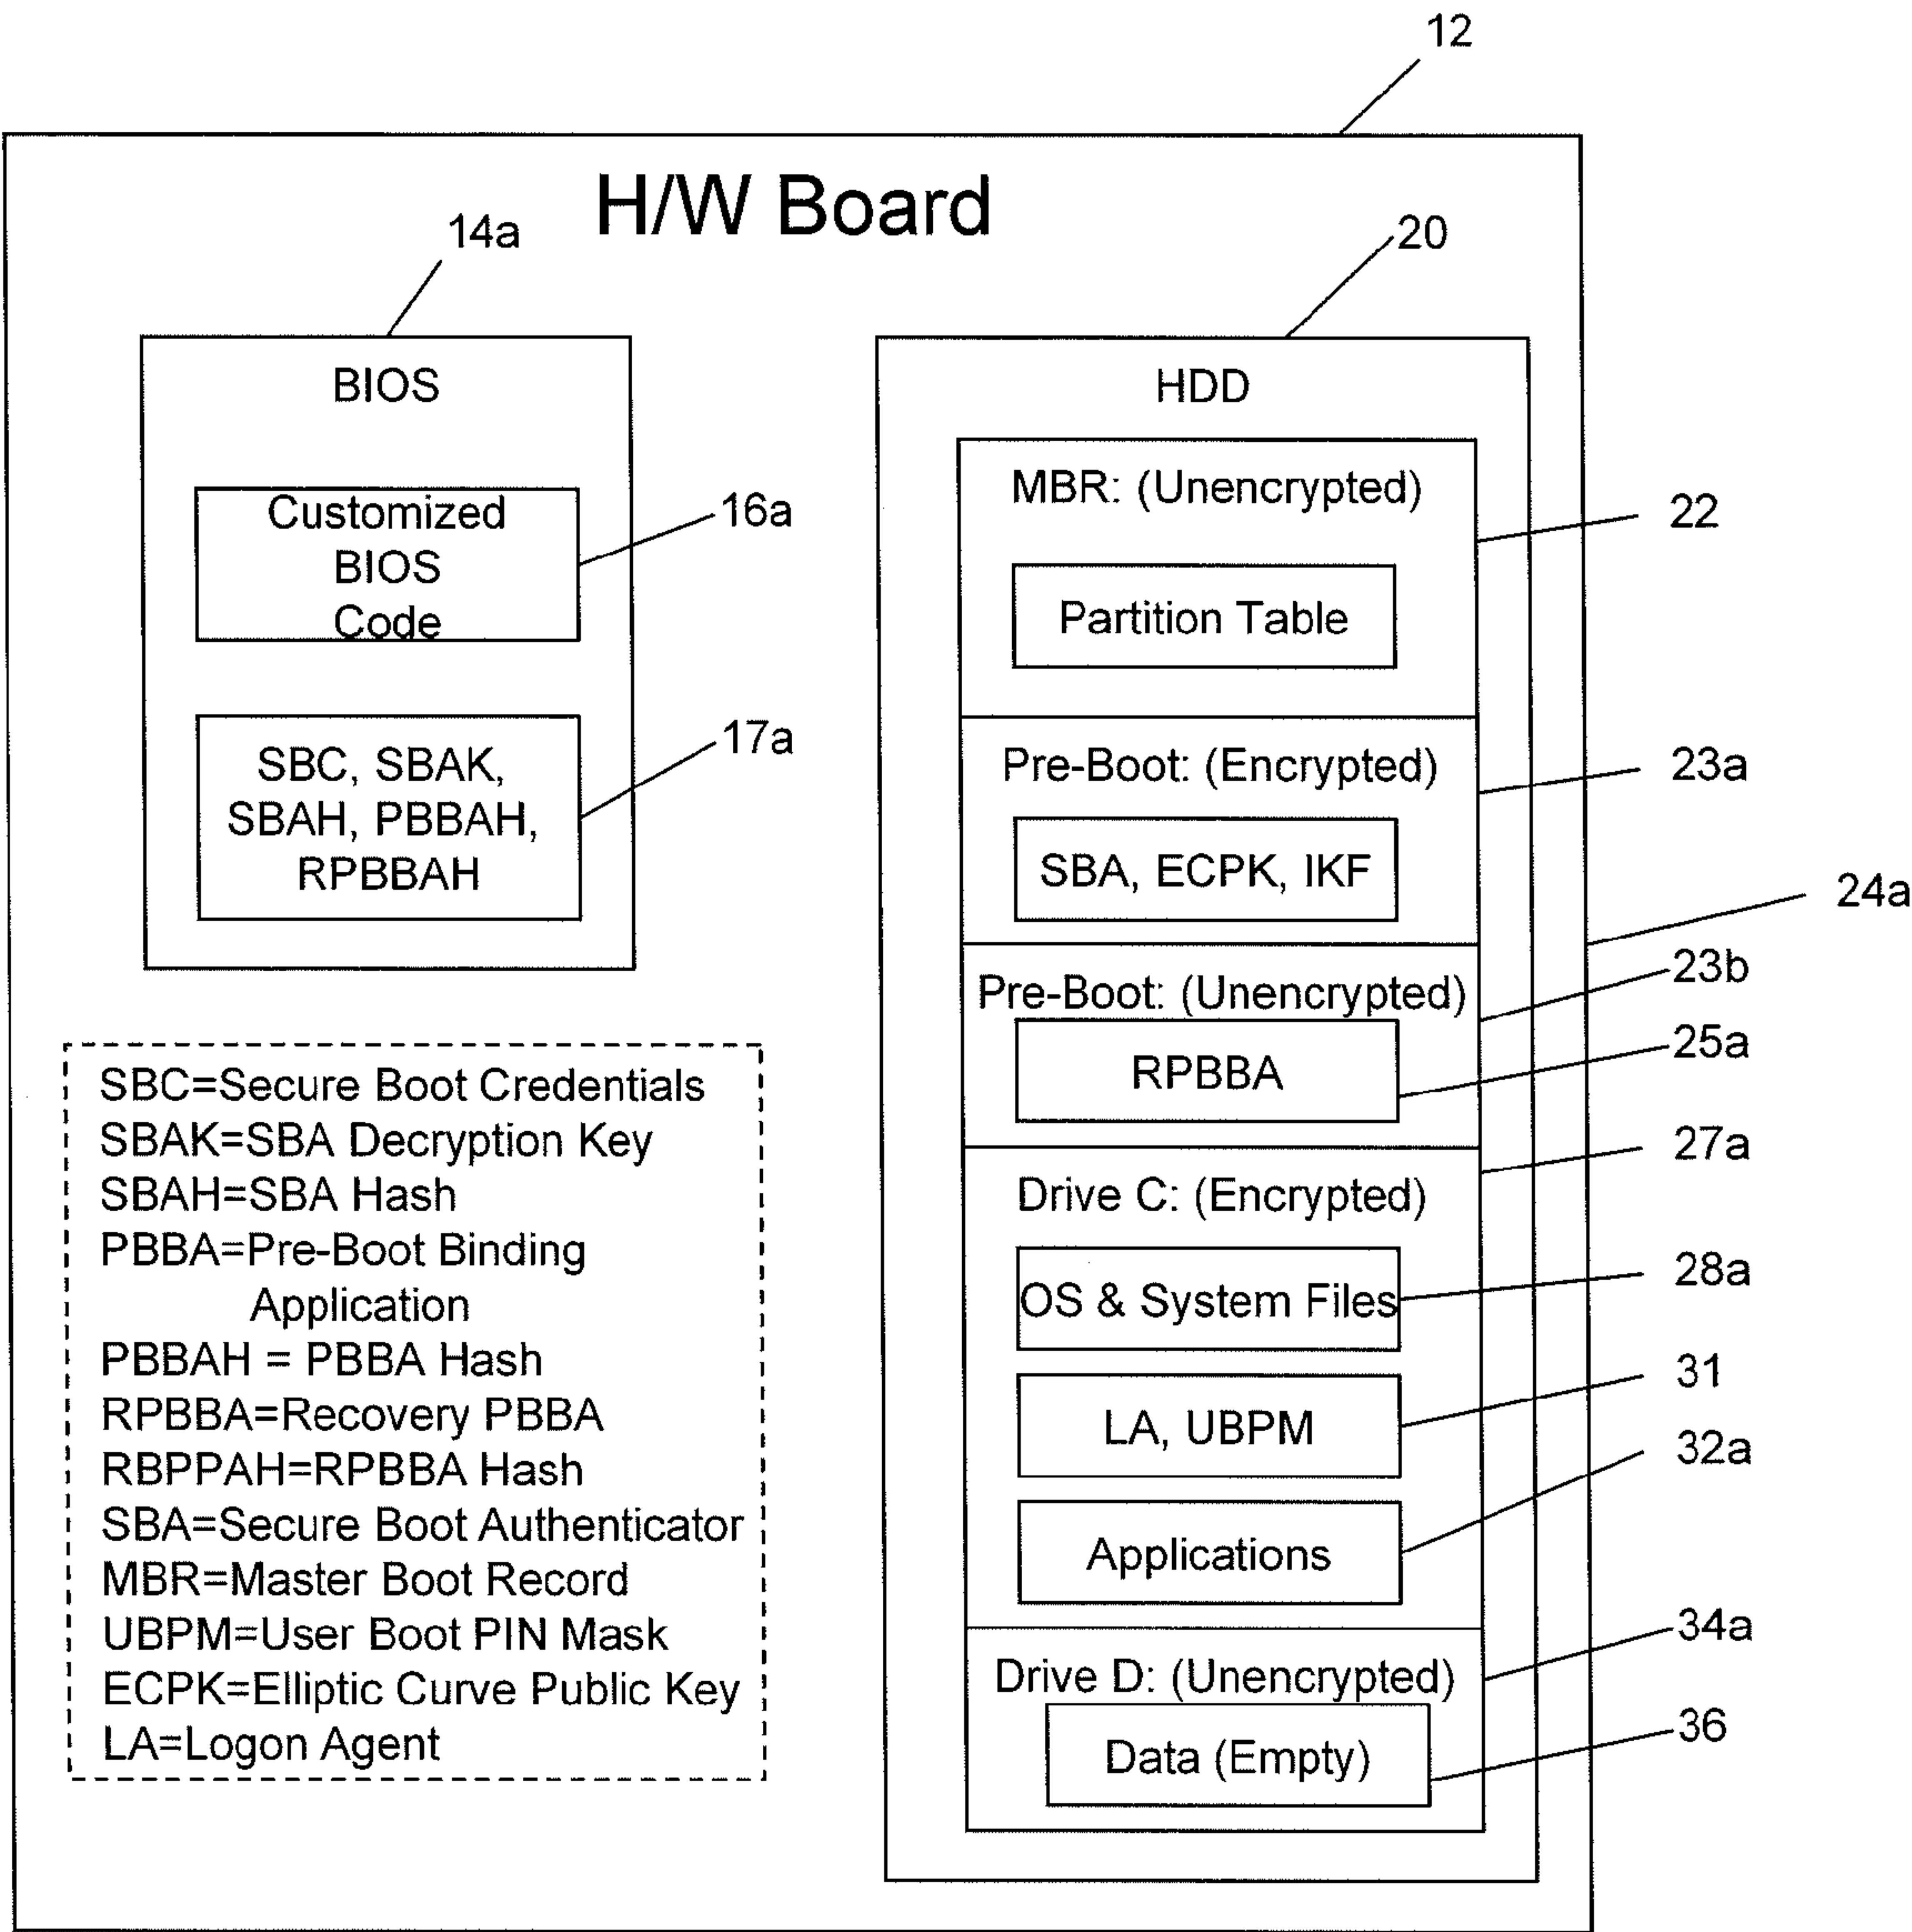 12
H/W Board
14a
20
BIOS
Customized
BIOS
Code
16a
SBC, SBAK,
SBAH, PBBAH,
RPBBAH
17a
HDD
MBR: (Unencrypted)
22
Partition Table
Pre-Boot: (Encrypted)
23a
SBA, ECPK, IKF
24a
Pre-Boot: (Unencrypted)
23b
RPBBA
25a
Drive C: (Encrypted)
27a
OS & System Files
28a
LA, UBPM
31
Applications
32a
Drive D: (Unencrypted)
34a
Data (Empty)
36
SBC=Secure Boot Credentials
SBAK=SBA Decryption Key
SBAH=SBA Hash
PBBA=Pre-Boot Binding
Application
PBBAH = PBBA Hash
RPBBA=Recovery PBBA
RBPPAH=RPBBA Hash
SBA=Secure Boot Authenticator
MBR=Master Boot Record
UBPM=User Boot PIN Mask
ECPK=Elliptic Curve Public Key
LA=Logon Agent